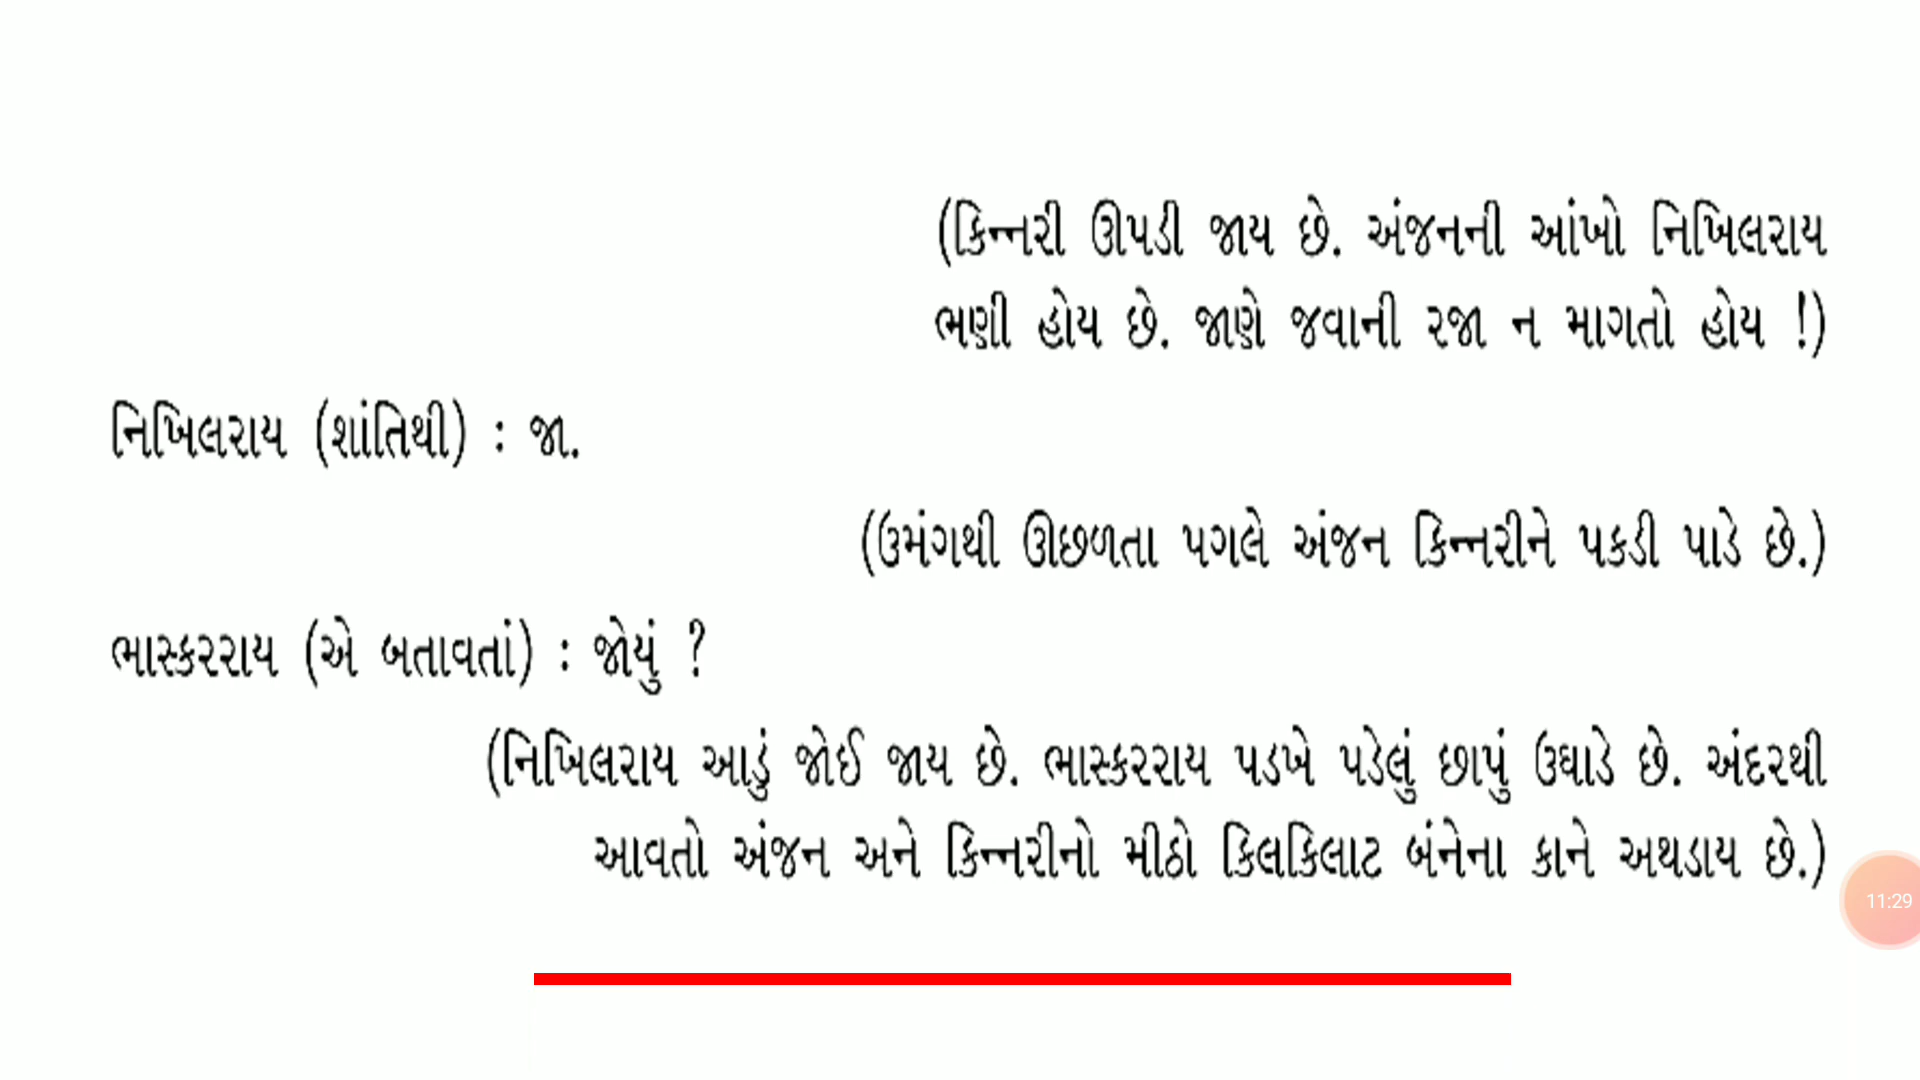 (કિન્નરી ઊપડી જાય છે. અંજનની આંખો નિખિલરાય
ભણી હોય છે. જાણે જવાની રજા ન માગતો હોય !)
નિખિલરાય (શાંતિથી) : જા.
(ઉમંગથી ઊછળતા પગલે અંજન કિન્નરીને પકડી પાડે છે.)
ભાસ્કરરાય (એ બતાવતાં) : જોયું ?
(નિખિલરાય આડું જોઈ જાય છે. ભાસ્કરરાય પડખે પડેલું છાપું ઉઘાડે છે. અંદરથી
આવતો અંજન અને કિન્નરીનો મીઠો કિલકિલાટ બંનેના કાને અથડાય છે.)
11:29